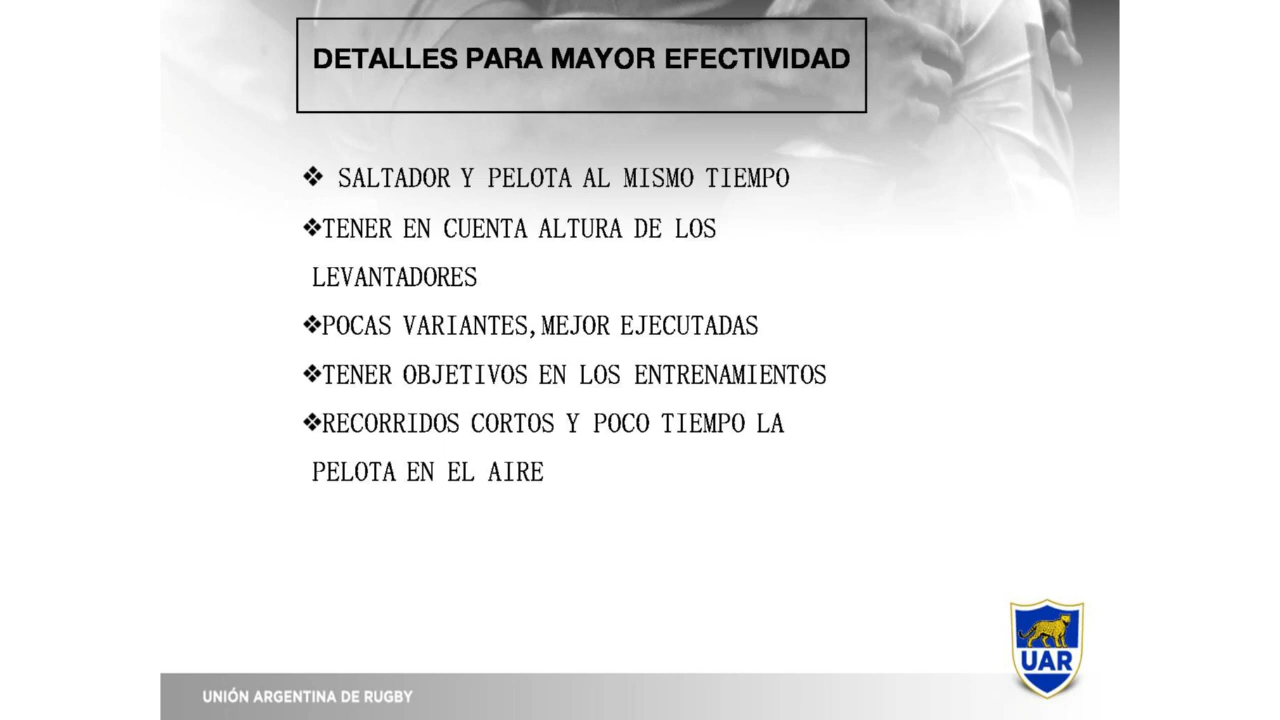 DETALLES PARA MAYOR EFECTIVIDAD
❖ SALTADOR Y PELOTA AL MISMO TIEMPO
❖TENER EN CUENTA ALTURA DE LOS
LEVANTADORES
❖POCAS VARIANTES,MEJOR EJECUTADAS
❖TENER OBJETIVOS EN LOS ENTRENAMIENTOS
❖RECORRIDOS CORTOS Y POCO TIEMPO LA
PELOTA EN EL AIRE
UAR
UNIÓN ARGENTINA DE RUGBY